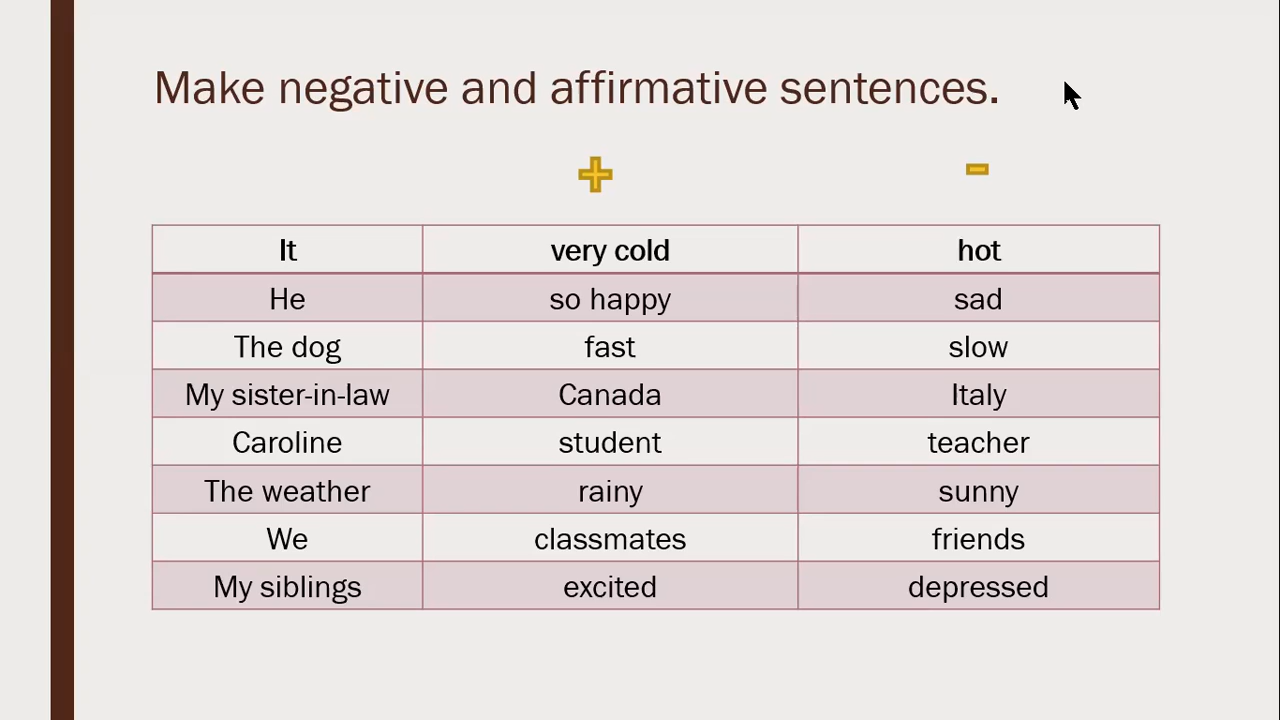 Make negative and affirmative sentences.
+ -
It very cold hot
He so happy sad
The dog fast slow
My sister-in-law Canada Italy
Caroline student teacher
The weather rainy sunny
We classmates friends
My siblings excited depressed